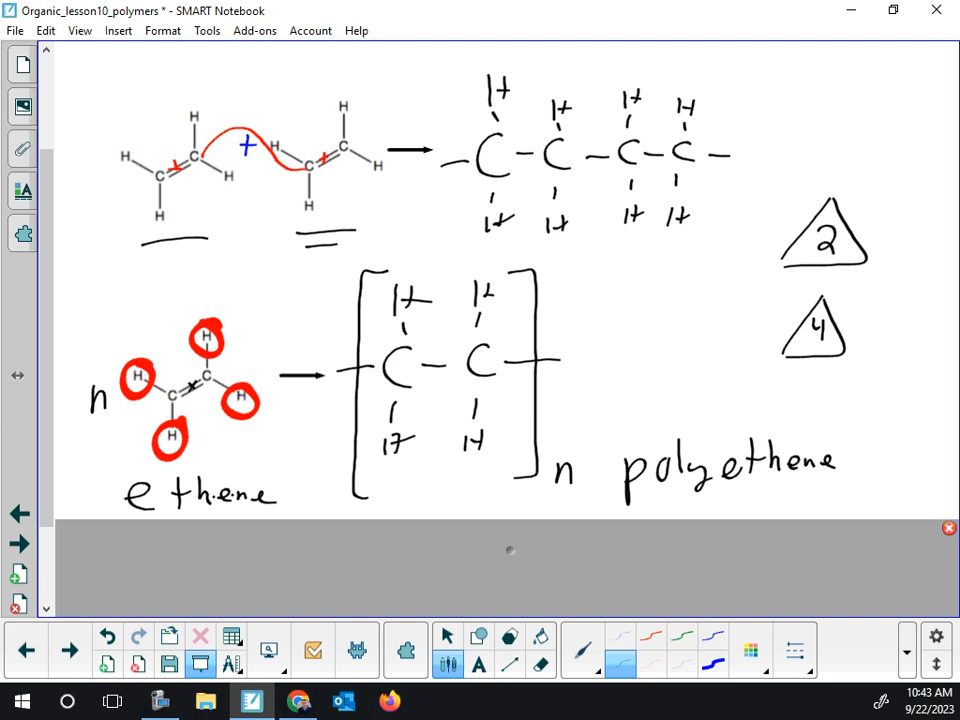 Organic_lesson10_polymers * - SMART Notebook
File Edit View Insert Format Tools Add-ons Account Help
H H H H H H
H + H
C C C C → - C - C - C - C -
H H H H H H H H
2
4
H H H
n H C C H → C - C
H H H
ethene n polyethene
A
A
10:43 AM
9/22/2023